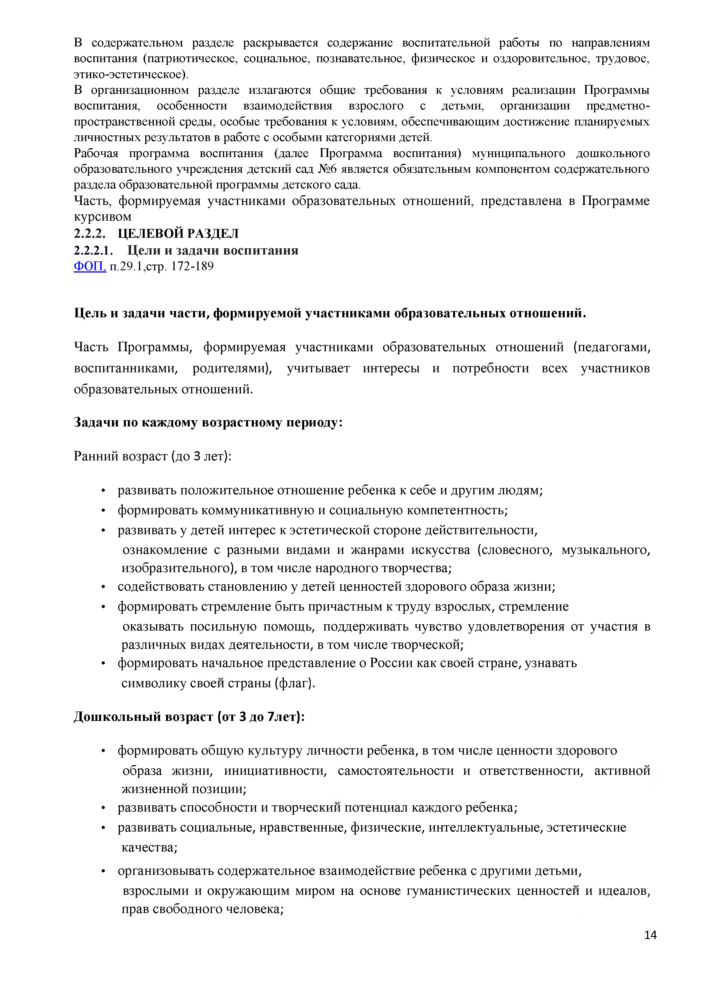 В содержательном разделе раскрывается содержание воспитательной работы по направлениям
воспитания (патриотическое, социальное, познавательное, физическое и оздоровительное, трудовое,
этико-эстетическое).
В организационном разделе излагаются общие требования к условиям реализации Программы
воспитания, особенности взаимодействия взрослого с детьми, организации предметно-
пространственной среды, особые требования к условиям, обеспечивающим достижение планируемых
личностных результатов в работе с особыми категориями детей.
Рабочая программа воспитания (далее Программа воспитания) муниципального дошкольного
образовательного учреждения детский сад №6 является обязательным компонентом содержательного
раздела образовательной программы детского сада.
Часть, формируемая участниками образовательных отношений, представлена в Программе
курсивом
2.2.2. ЦЕЛЕВОЙ РАЗДЕЛ
2.2.2.1. Цели и задачи воспитания
ФОП. п.29.1,стр. 172-189
Цель и задачи части, формируемой участниками образовательных отношений.
Часть Программы, формируемая участниками образовательных отношений (педагогами,
воспитанниками, родителями), учитывает интересы и потребности всех участников
образовательных отношений.
Задачи по каждому возрастному периоду:
Ранний возраст (до 3 лет):
• развивать положительное отношение ребенка к себе и другим людям;
• формировать коммуникативную и социальную компетентность;
• развивать у детей интерес к эстетической стороне действительности,
ознакомление с разными видами и жанрами искусства (словесного, музыкального,
изобразительного), в том числе народного творчества;
• содействовать становлению у детей ценностей здорового образа жизни;
• формировать стремление быть причастным к труду взрослых, стремление
оказывать посильную помощь, поддерживать чувство удовлетворения от участия в
различных видах деятельности, в том числе творческой;
• формировать начальное представление о России как своей стране, узнавать
символику своей страны (флаг).
Дошкольный возраст (от 3 до 7лет):
• формировать общую культуру личности ребенка, в том числе ценности здорового
образа жизни, инициативности, самостоятельности и ответственности, активной
жизненной позиции;
• развивать способности и творческий потенциал каждого ребенка;
• развивать социальные, нравственные, физические, интеллектуальные, эстетические
качества;
• организовывать содержательное взаимодействие ребенка с другими детьми,
взрослыми и окружающим миром на основе гуманистических ценностей и идеалов,
прав свободного человека;
14